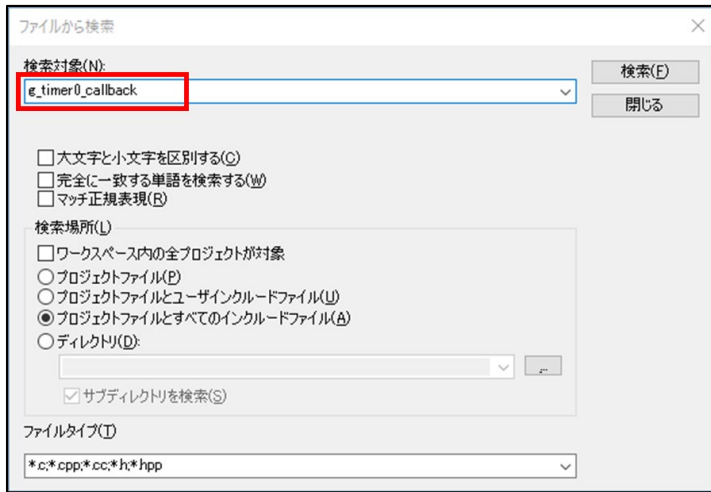 ファイルから検索
検索対象(N):
g_timer0_callback
検索(F)
閉じる
大文字と小文字を区別する(C)
完全に一致する単語を検索する(W)
マッチ正規表現(R)
検索場所(L)
ワークスペース内の全プロジェクトが対象
プロジェクトファイル(P)
プロジェクトファイルとユーザインクルードファイル(U)
プロジェクトファイルとすべてのインクルードファイル(A)
ディレクトリ(D):
...
サブディレクトリを検索(S)
ファイルタイプ(T)
*.c;*.cpp;*.cc;*.h;*.hpp